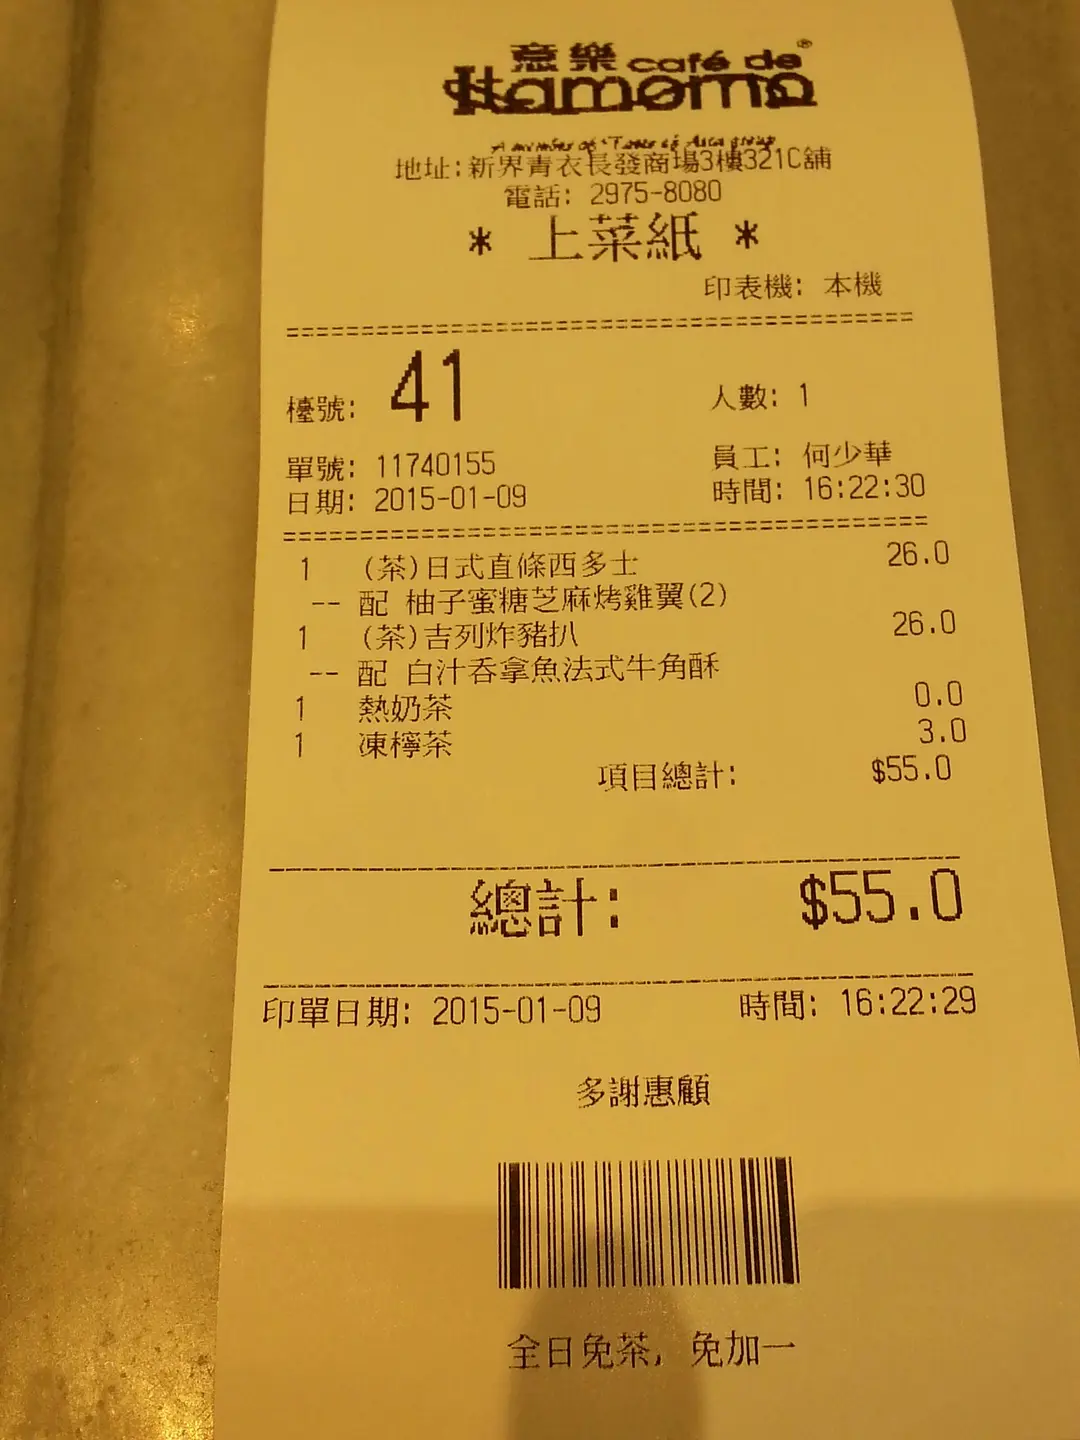 意樂 café de
Kamomo
A member of "Taste of Asia group
地址:新界青衣長發商場3樓321C舖
電話: 2975-8080
* 上菜紙 *
印表機: 本機
檯號: 41 人數: 1
單號: 11740155 員工: 何少華
日期: 2015-01-09 時間: 16:22:30
1 (茶)日式直條西多士 26.0
-- 配 柚子蜜糖芝麻烤雞翼(2)
1 (茶)吉列炸豬扒 26.0
-- 配 白汁吞拿魚法式牛角酥
1 熱奶茶 0.0
1 凍檸茶 3.0
項目總計: $55.0
總計: $55.0
印單日期: 2015-01-09 時間: 16:22:29
多謝惠顧
全日免茶, 免加一